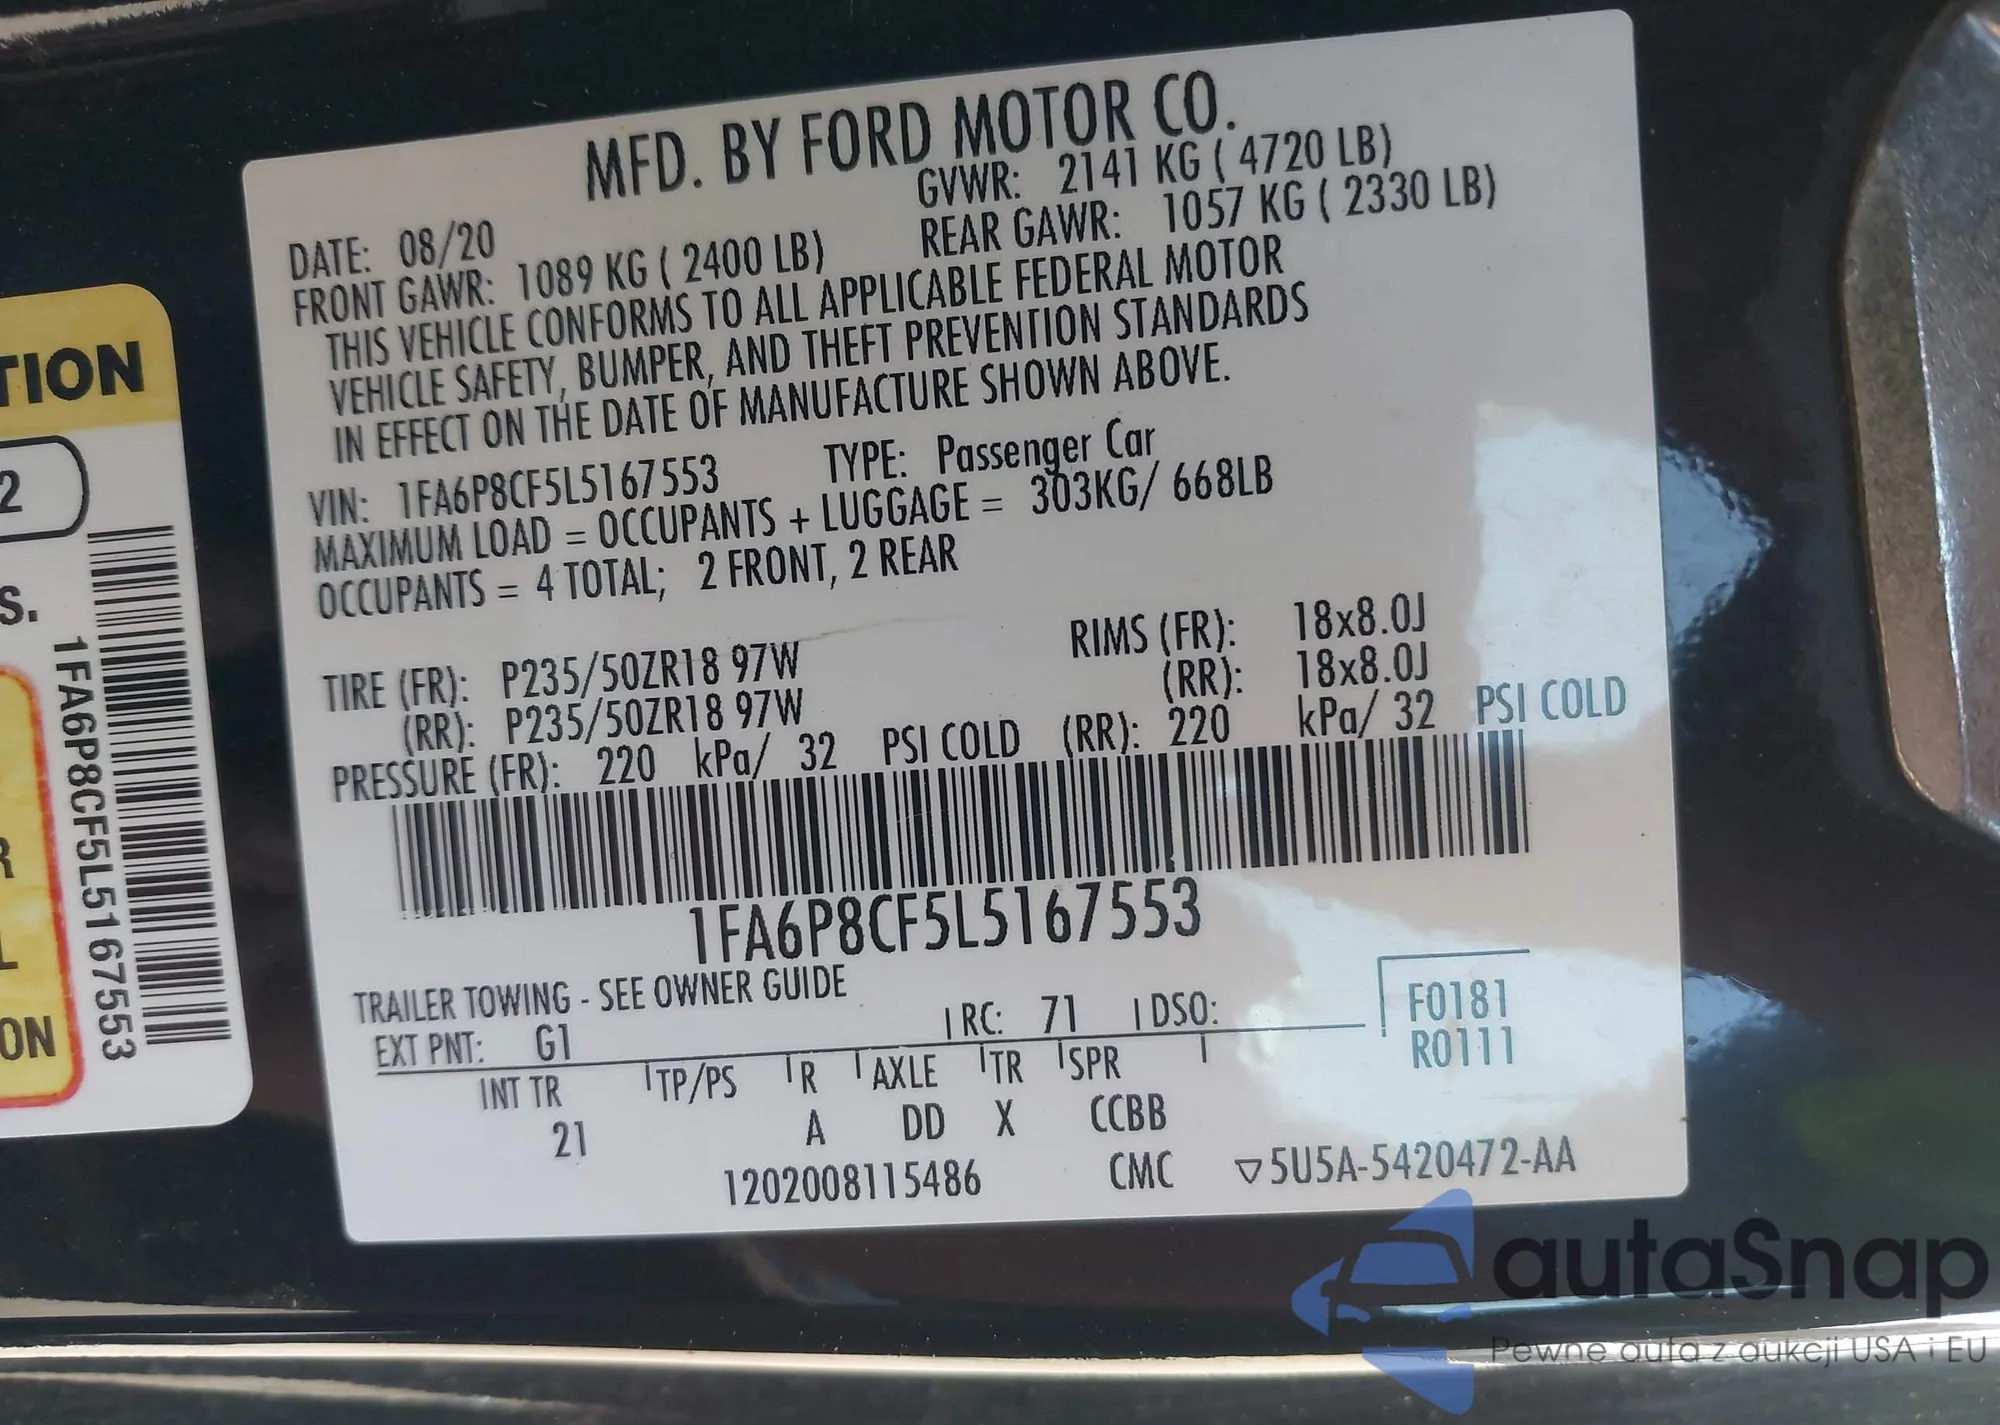 TION
2
S.
R
L
ON
1FA6P8CF5L5167553
MFD. BY FORD MOTOR CO.
DATE: 08/20 GVWR: 2141 KG ( 4720 LB)
FRONT GAWR: 1089 KG ( 2400 LB) REAR GAWR: 1057 KG ( 2330 LB)
THIS VEHICLE CONFORMS TO ALL APPLICABLE FEDERAL MOTOR
VEHICLE SAFETY, BUMPER, AND THEFT PREVENTION STANDARDS
IN EFFECT ON THE DATE OF MANUFACTURE SHOWN ABOVE.
VIN: 1FA6P8CF5L5167553 TYPE: Passenger Car
MAXIMUM LOAD = OCCUPANTS + LUGGAGE = 303KG/ 668LB
OCCUPANTS = 4 TOTAL; 2 FRONT, 2 REAR
TIRE (FR): P235/50ZR18 97W RIMS (FR): 18x8.0J
(RR): P235/50ZR18 97W (RR): 18x8.0J
PRESSURE (FR): 220 kPa/ 32 PSI COLD (RR): 220 kPa/ 32 PSI COLD
1FA6P8CF5L5167553
TRAILER TOWING - SEE OWNER GUIDE
EXT PNT: G1 RC: 71 DSO: F0181
R0111
INT TR TP/PS R AXLE TR SPR
21 A DD X CCBB
1202008115486 CMC ▽5U5A-5420472-AA
autaSnap
Pewne auta z aukcji USA i EU